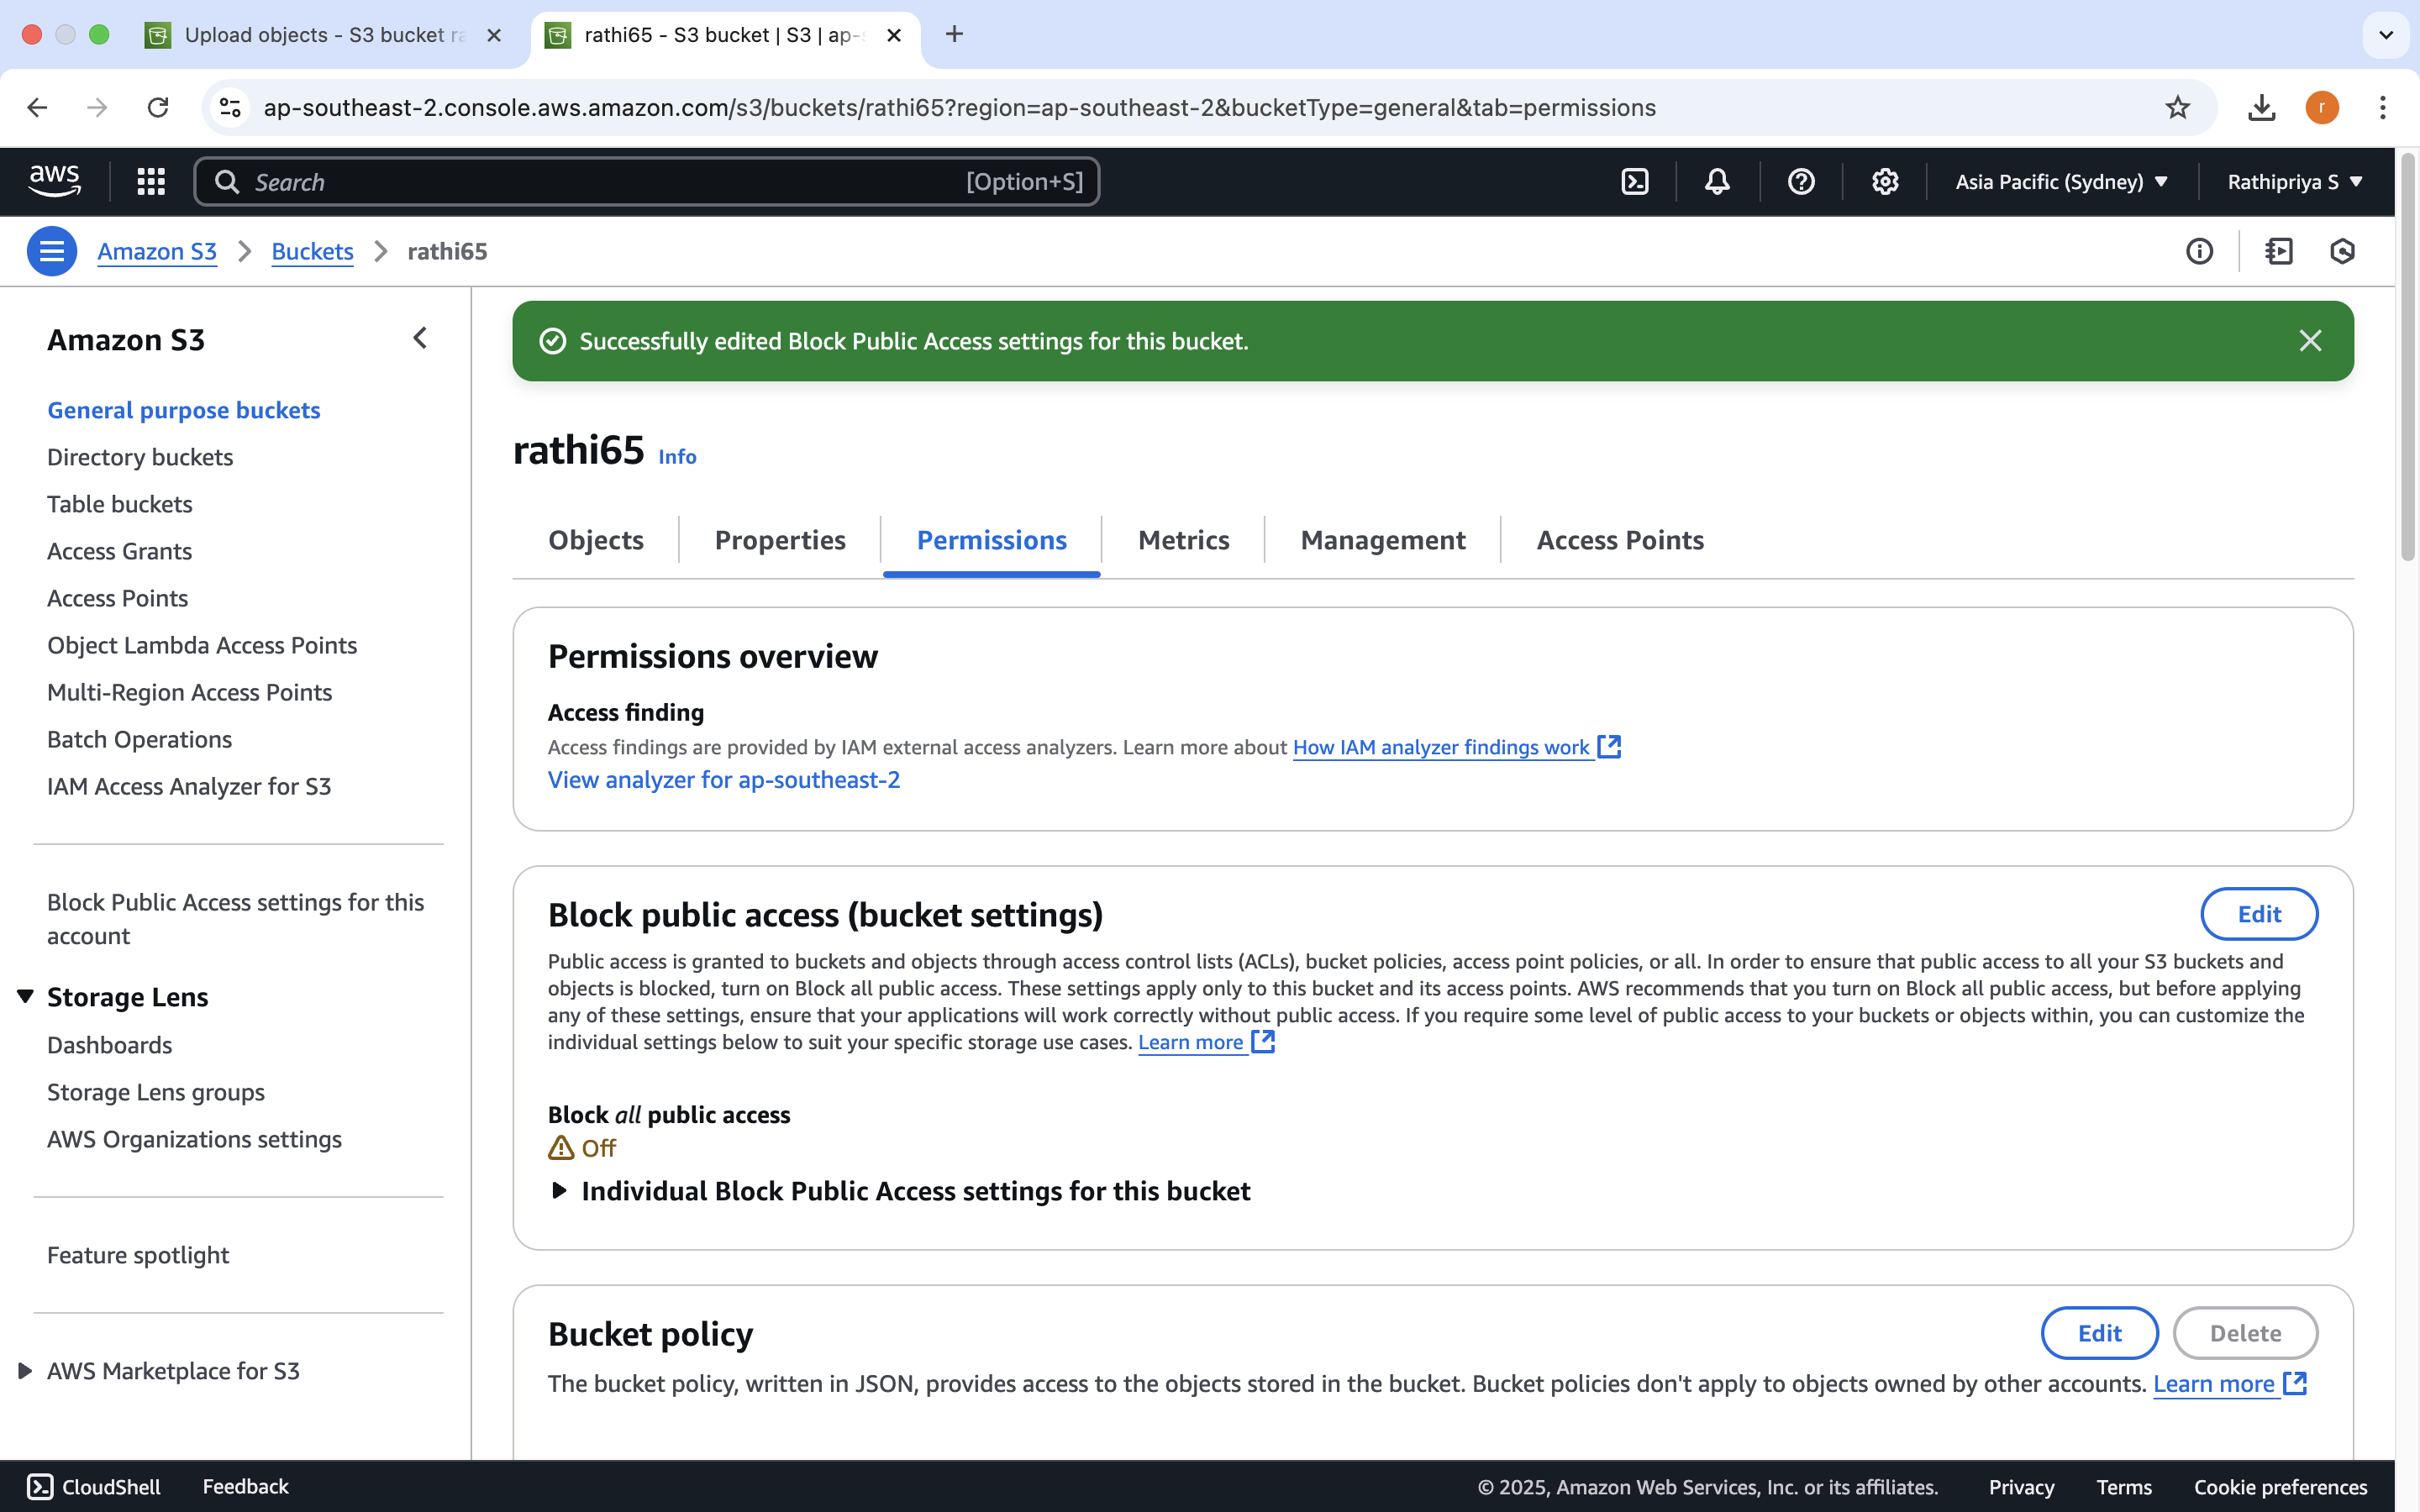 Upload objects - S3 bucket ra
rathi65 - S3 bucket | S3 | ap-s
ap-southeast-2.console.aws.amazon.com/s3/buckets/rathi65?region=ap-southeast-2&bucketType=general&tab=permissions
r
aws
Search
[Option+S]
Asia Pacific (Sydney)
Rathipriya S
Amazon S3
Buckets
rathi65
Amazon S3
General purpose buckets
Directory buckets
Table buckets
Access Grants
Access Points
Object Lambda Access Points
Multi-Region Access Points
Batch Operations
IAM Access Analyzer for S3
Block Public Access settings for this
account
Storage Lens
Dashboards
Storage Lens groups
AWS Organizations settings
Feature spotlight
AWS Marketplace for S3
Successfully edited Block Public Access settings for this bucket.
rathi65 Info
Objects
Properties
Permissions
Metrics
Management
Access Points
Permissions overview
Access finding
Access findings are provided by IAM external access analyzers. Learn more about How IAM analyzer findings work
View analyzer for ap-southeast-2
Block public access (bucket settings)
Edit
Public access is granted to buckets and objects through access control lists (ACLs), bucket policies, access point policies, or all. In order to ensure that public access to all your S3 buckets and
objects is blocked, turn on Block all public access. These settings apply only to this bucket and its access points. AWS recommends that you turn on Block all public access, but before applying
any of these settings, ensure that your applications will work correctly without public access. If you require some level of public access to your buckets or objects within, you can customize the
individual settings below to suit your specific storage use cases. Learn more
Block all public access
Off
Individual Block Public Access settings for this bucket
Bucket policy
Edit
Delete
The bucket policy, written in JSON, provides access to the objects stored in the bucket. Bucket policies don't apply to objects owned by other accounts. Learn more
CloudShell
Feedback
© 2025, Amazon Web Services, Inc. or its affiliates.
Privacy
Terms
Cookie preferences